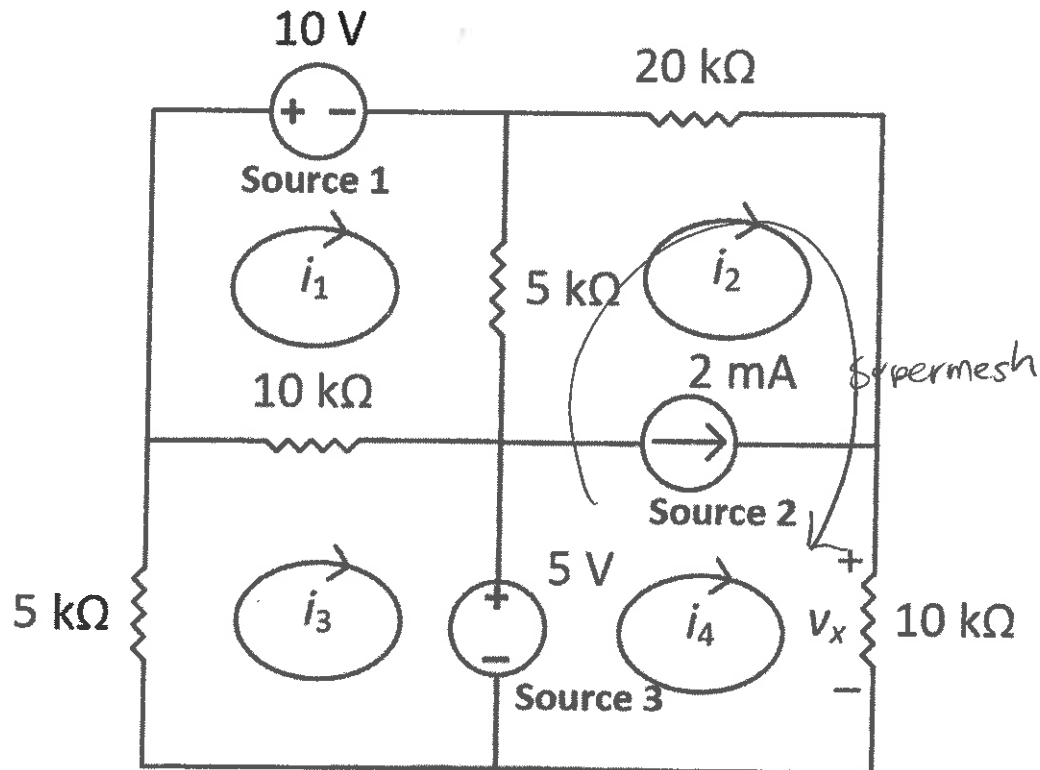 10 V
20 kΩ
+ −
Source 1
i1
5 kΩ
i2
2 mA
supermesh
10 kΩ
Source 2
5 V
+
+
5 kΩ
i3
i4
vx
10 kΩ
−
Source 3
−